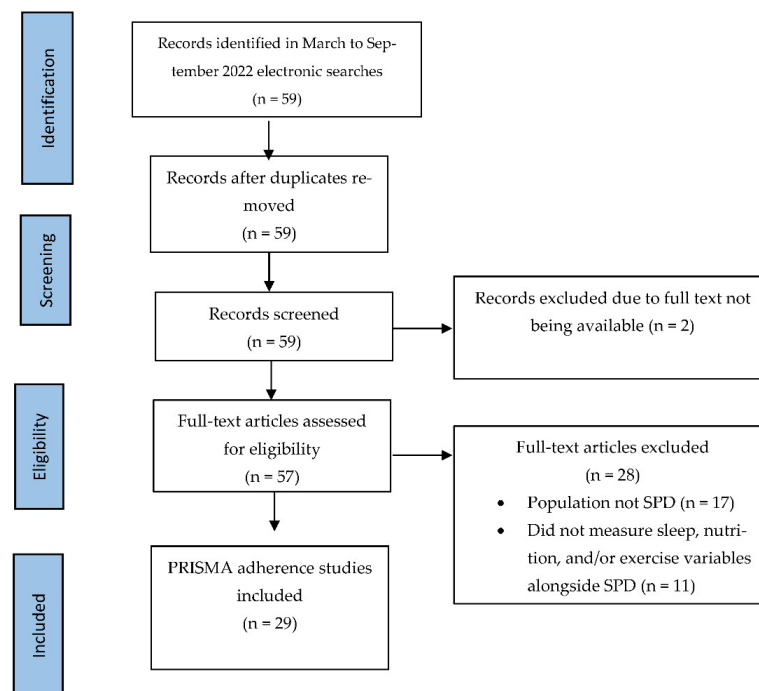 Identification
Records identified in March to Sep-
tember 2022 electronic searches
(n = 59)
Records after duplicates re-
moved
(n = 59)
Screening
Records screened
(n = 59)
Records excluded due to full text not
being available (n = 2)
Eligibility
Full-text articles assessed
for eligibility
(n = 57)
Full-text articles excluded
(n = 28)
• Population not SPD (n = 17)
• Did not measure sleep, nutri-
tion, and/or exercise variables
alongside SPD (n = 11)
Included
PRISMA adherence studies
included
(n = 29)